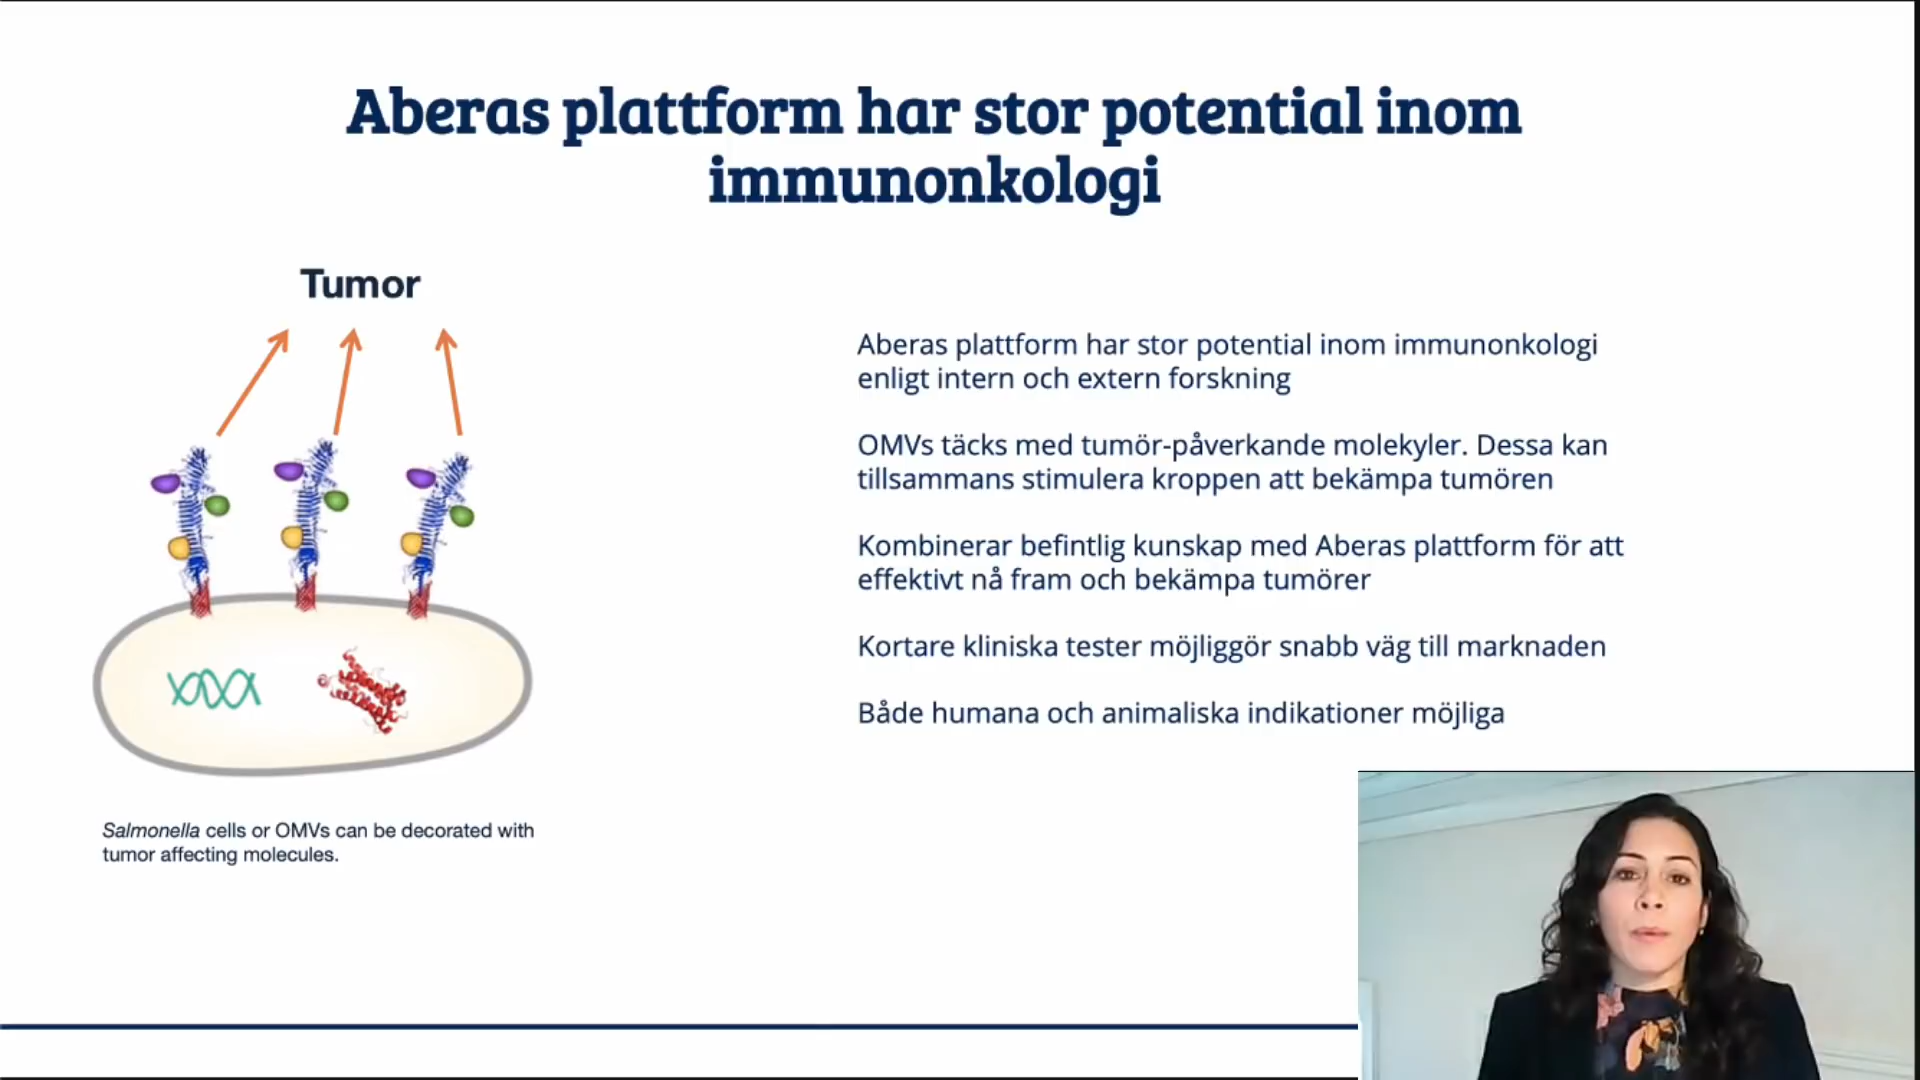 Aberas plattform har stor potential inom
immunonkologi
Tumor
Aberas plattform har stor potential inom immunonkologi
enligt intern och extern forskning
OMVs täcks med tumör-påverkande molekyler. Dessa kan
tillsammans stimulera kroppen att bekämpa tumören
Kombinerar befintlig kunskap med Aberas plattform för att
effektivt nå fram och bekämpa tumörer
Kortare kliniska tester möjliggör snabb väg till marknaden
Både humana och animaliska indikationer möjliga
Salmonella cells or OMVs can be decorated with
tumor affecting molecules.